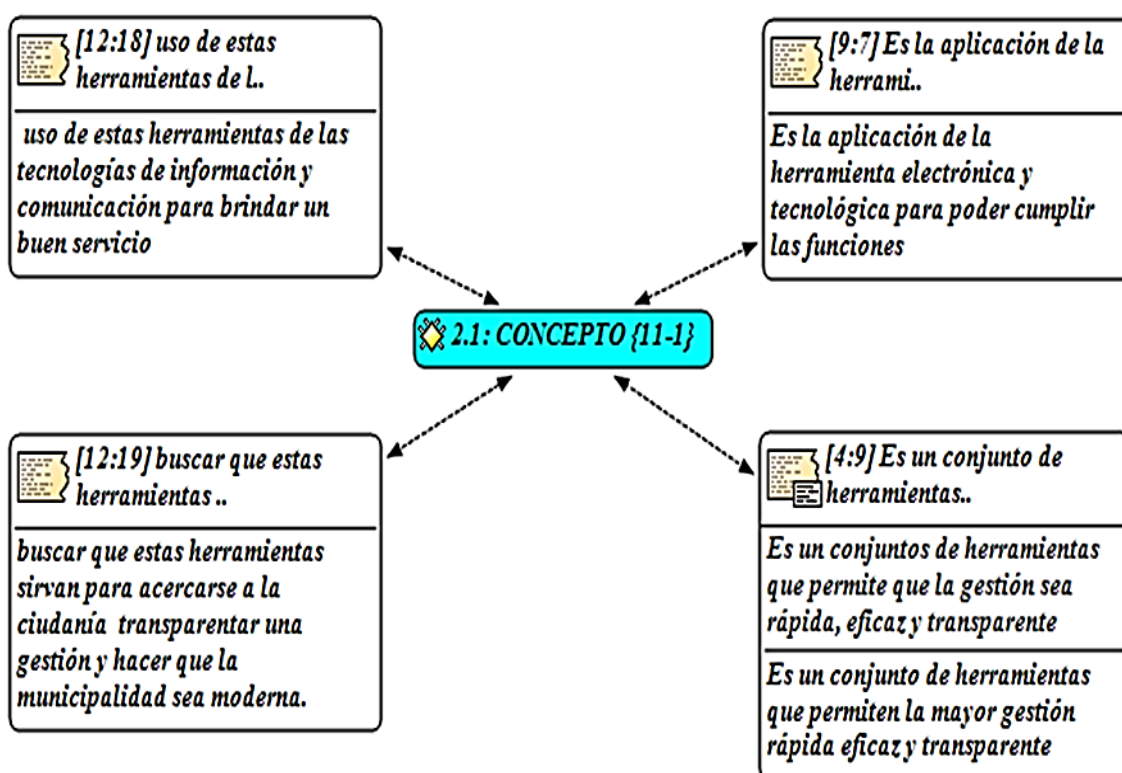 [12:18] uso de estas
herramientas de l..
uso de estas herramientas de las
tecnologías de información y
comunicación para brindar un
buen servicio
[9:7] Es la aplicación de la
herrami..
Es la aplicación de la
herramienta electrónica y
tecnológica para poder cumplir
las funciones
2.1: CONCEPTO {11-1}
[12:19] buscar que estas
herramientas ..
buscar que estas herramientas
sirvan para acercarse a la
ciudanía transparentar una
gestión y hacer que la
municipalidad sea moderna.
[4:9] Es un conjunto de
herramientas..
Es un conjuntos de herramientas
que permite que la gestión sea
rápida, eficaz y transparente
Es un conjunto de herramientas
que permiten la mayor gestión
rápida eficaz y transparente